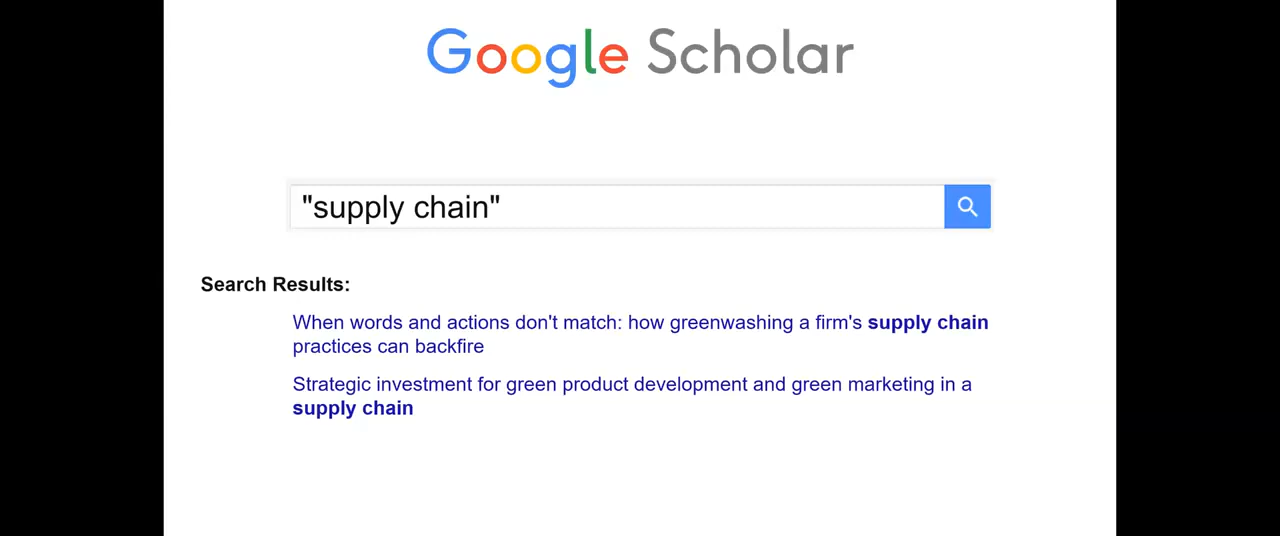 Google Scholar
"supply chain"
Search Results:
When words and actions don't match: how greenwashing a firm's supply chain
practices can backfire
Strategic investment for green product development and green marketing in a
supply chain